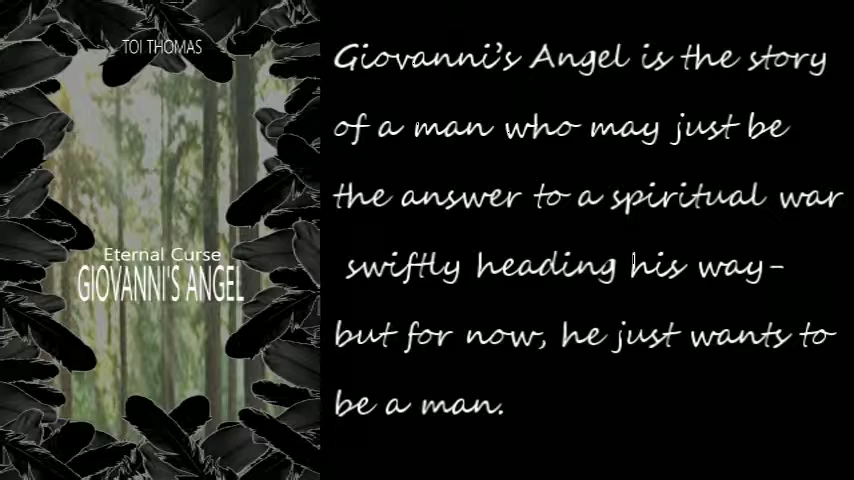 TOI THOMAS
Eternal Curse
GIOVANNI'S ANGEL
Giovanni's Angel is the story
of a man who may just be
the answer to a spiritual war
swiftly heading his way-
but for now, he just wants to
be a man.